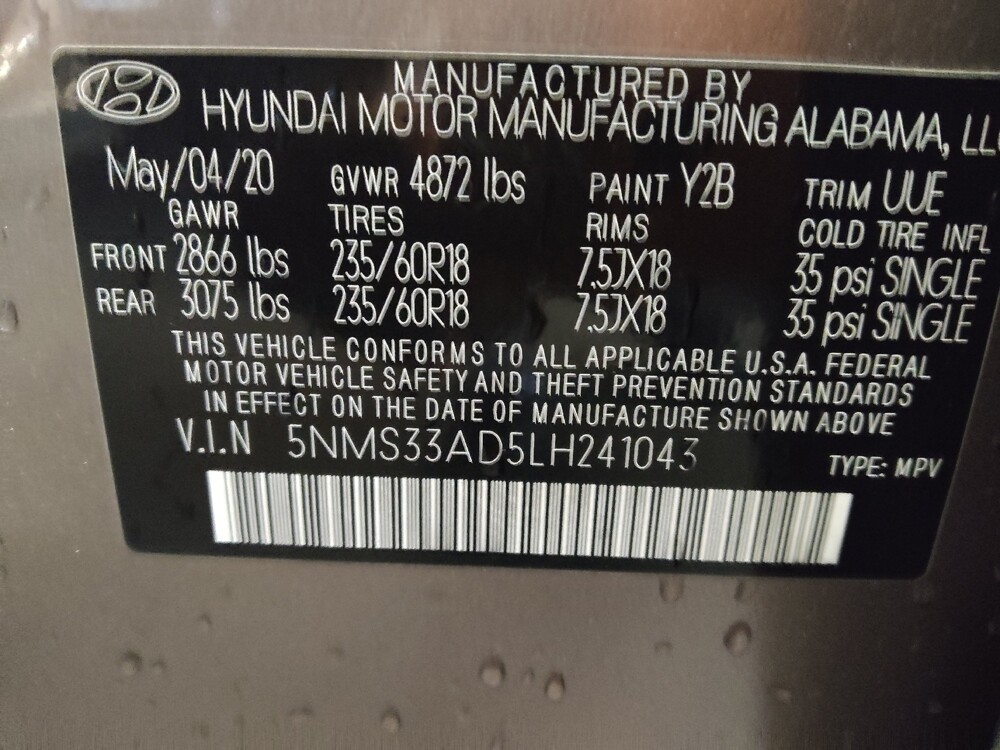 MANUFACTURED BY
HYUNDAI MOTOR MANUFACTURING ALABAMA, LLC
May/04/20 GVWR 4872 lbs PAINT Y2B TRIM UUE
GAWR TIRES RIMS COLD TIRE INFL
FRONT 2866 lbs 235/60R18 7.5JX18 35 psi SINGLE
REAR 3075 lbs 235/60R18 7.5JX18 35 psi SINGLE
THIS VEHICLE CONFORMS TO ALL APPLICABLE U.S.A. FEDERAL
MOTOR VEHICLE SAFETY AND THEFT PREVENTION STANDARDS
IN EFFECT ON THE DATE OF MANUFACTURE SHOWN ABOVE
V.I.N 5NMS33AD5LH241043 TYPE: MPV